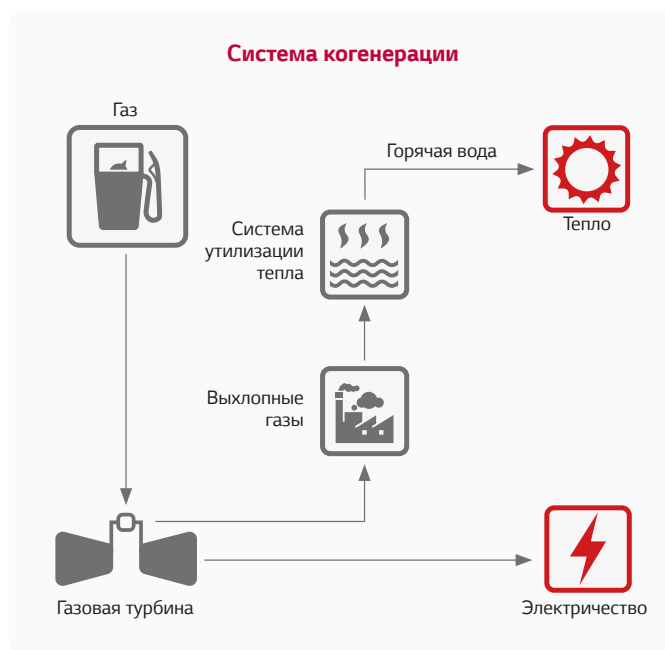 Система когенерации
Газ
Горячая вода
Тепло
Система
утилизации
тепла
Выхлопные
газы
Газовая турбина
Электричество